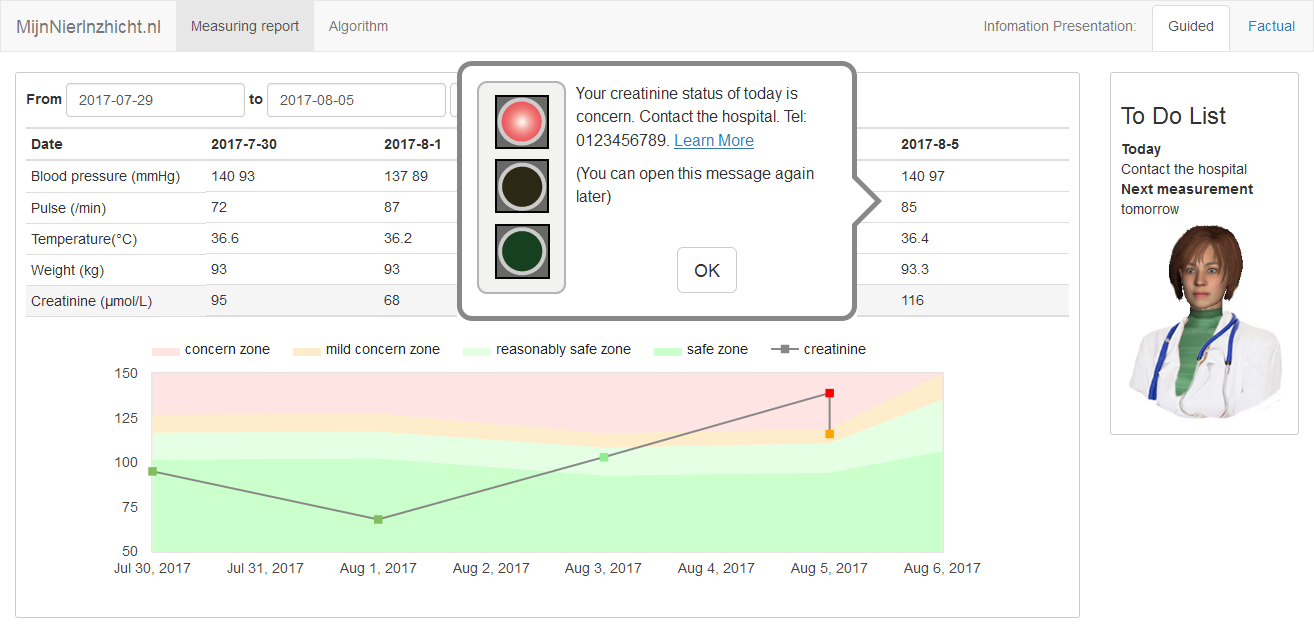 MijnNierInzhicht.nl Measuring report Algorithm Infomation Presentation: Guided Factual
From 2017-07-29 to 2017-08-05
Your creatinine status of today is
concern. Contact the hospital. Tel:
0123456789. Learn More
(You can open this message again
later)
OK
Date 2017-7-30 2017-8-1 2017-8-5
Blood pressure (mmHg) 140 93 137 89 140 97
Pulse (/min) 72 87 85
Temperature(°C) 36.6 36.2 36.4
Weight (kg) 93 93 93.3
Creatinine (µmol/L) 95 68 116
concern zone mild concern zone reasonably safe zone safe zone creatinine
150
125
100
75
50
Jul 30, 2017 Jul 31, 2017 Aug 1, 2017 Aug 2, 2017 Aug 3, 2017 Aug 4, 2017 Aug 5, 2017 Aug 6, 2017
To Do List
Today
Contact the hospital
Next measurement
tomorrow